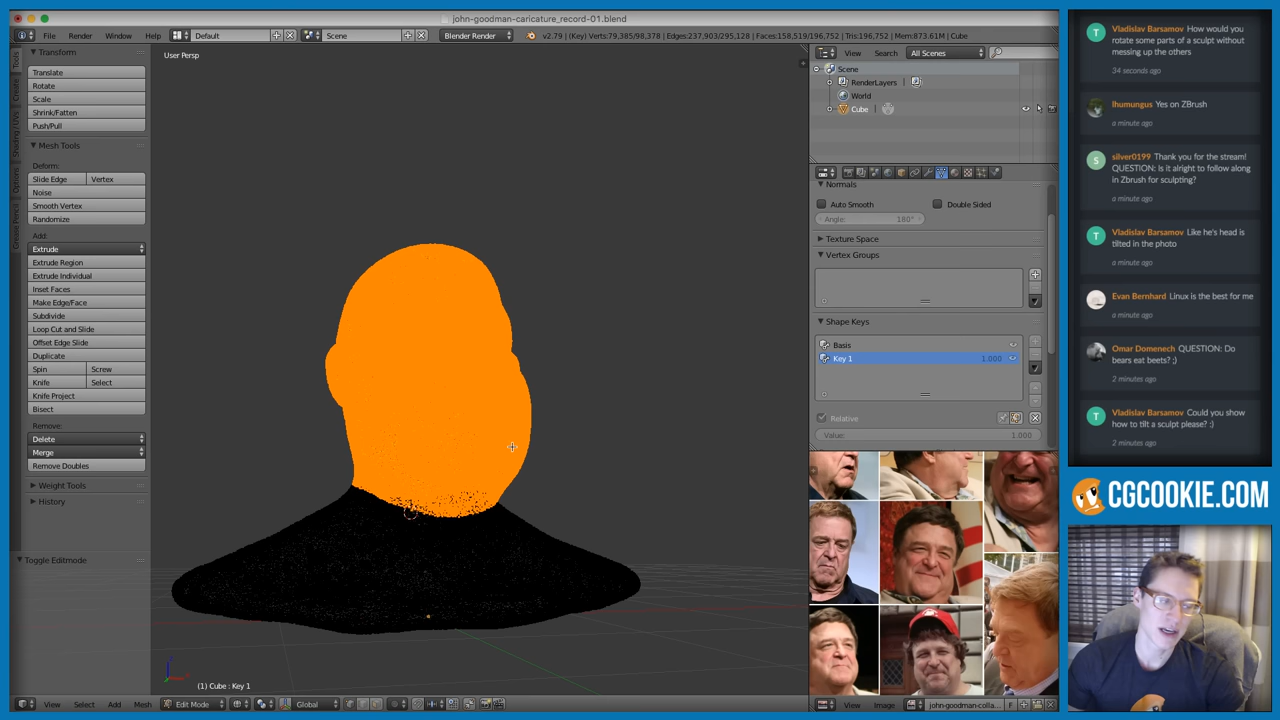 john-goodman-caricature_record-01.blend
File Render Window Help Default Scene Blender Render v2.79 | (Key) Verts:79,385/98,378 | Edges:237,903/295,128 | Faces:158,519/196,752 | Tris:196,752 | Mem:873.61M | Cube
Tools
Create
Shading / UVs
Options
Grease Pencil
Transform
Translate
Rotate
Scale
Shrink/Fatten
Push/Pull
Mesh Tools
Deform:
Slide Edge Vertex
Noise
Smooth Vertex
Randomize
Add:
Extrude
Extrude Region
Extrude Individual
Inset Faces
Make Edge/Face
Subdivide
Loop Cut and Slide
Offset Edge Slide
Duplicate
Spin Screw
Knife Select
Knife Project
Bisect
Remove:
Delete
Merge
Remove Doubles
Weight Tools
History
Toggle Editmode
User Persp
(1) Cube : Key 1
View Select Add Mesh Edit Mode Global
View Search All Scenes
Scene
RenderLayers
World
Cube
Normals
Auto Smooth Double Sided
Angle: 180°
Texture Space
Vertex Groups
Shape Keys
Basis
Key 1 1.000
Relative
Value: 1.000
View Image john-goodman-colla... F
Vladislav Barsamov How would you
rotate some parts of a sculpt without
messing up the others
34 seconds ago
lhumungus Yes on ZBrush
a minute ago
silver0199 Thank you for the stream!
QUESTION: Is it alright to follow along
in Zbrush for sculpting?
a minute ago
Vladislav Barsamov Like he's head is
tilted in the photo
a minute ago
Evan Bernhard Linux is the best for me
a minute ago
Omar Domenech QUESTION: Do
bears eat beets? ;)
2 minutes ago
Vladislav Barsamov Could you show
how to tilt a sculpt please? :)
2 minutes ago
CGCOOKIE.COM